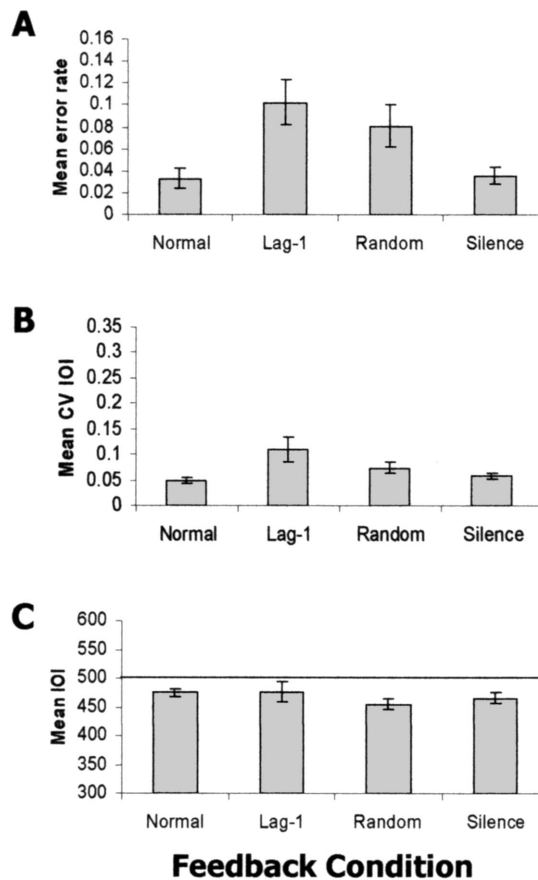 A
Mean error rate
0.16
0.14
0.12
0.1
0.08
0.06
0.04
0.02
0
Normal Lag-1 Random Silence
B
Mean CV IOI
0.35
0.3
0.25
0.2
0.15
0.1
0.05
0
Normal Lag-1 Random Silence
C
Mean IOI
600
550
500
450
400
350
300
Normal Lag-1 Random Silence
Feedback Condition